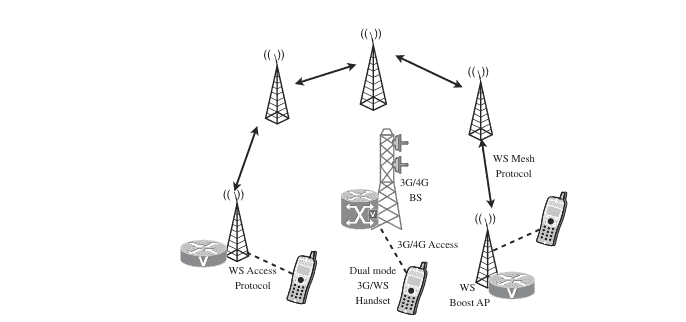 WS Mesh
Protocol
3G/4G
BS
V
3G/4G Access
V
WS Access
Protocol
Dual mode
3G/WS
Handset
WS
Boost AP
V